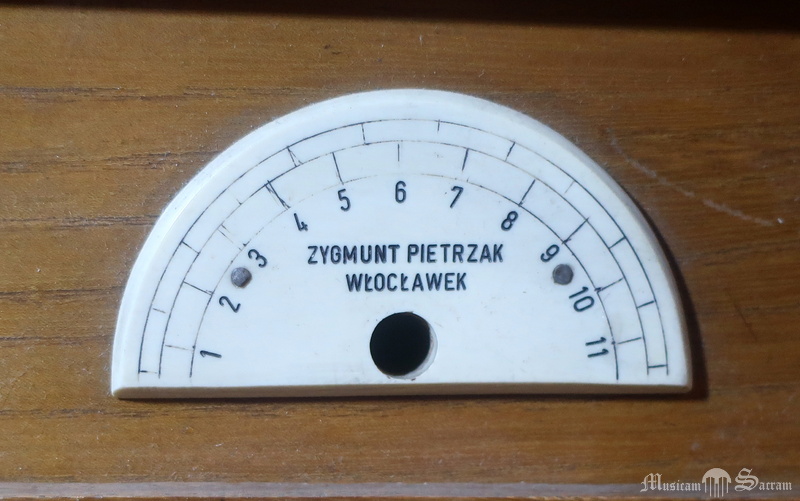 1 2 3 4 5 6 7 8 9 10 11
ZYGMUNT PIETRZAK
WŁOCŁAWEK
Musicam Sacram